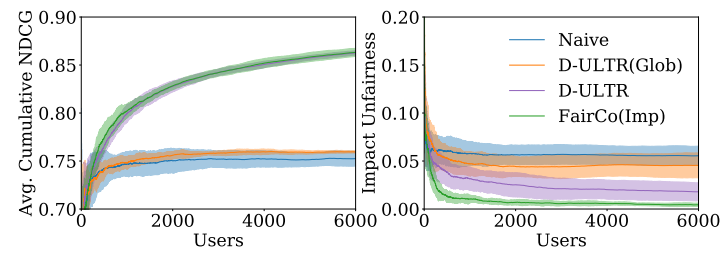 Avg. Cumulative NDCG
0.90
0.85
0.80
0.75
0.70
0 2000 4000 6000
Users
Impact Unfairness
0.20
0.15
0.10
0.05
0.00
0 2000 4000 6000
Users
Naive
D-ULTR(Glob)
D-ULTR
FairCo(Imp)